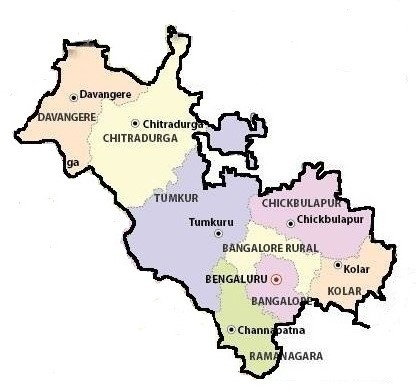 Davangere
DAVANGERE
Chitradurga
CHITRADURGA
ga
TUMKUR
CHICKBULAPUR
Chickbulapur
Tumkuru
BANGALORE RURAL
Kolar
BENGALURU
KOLAR
BANGALORE
Channapatna
RAMANAGARA